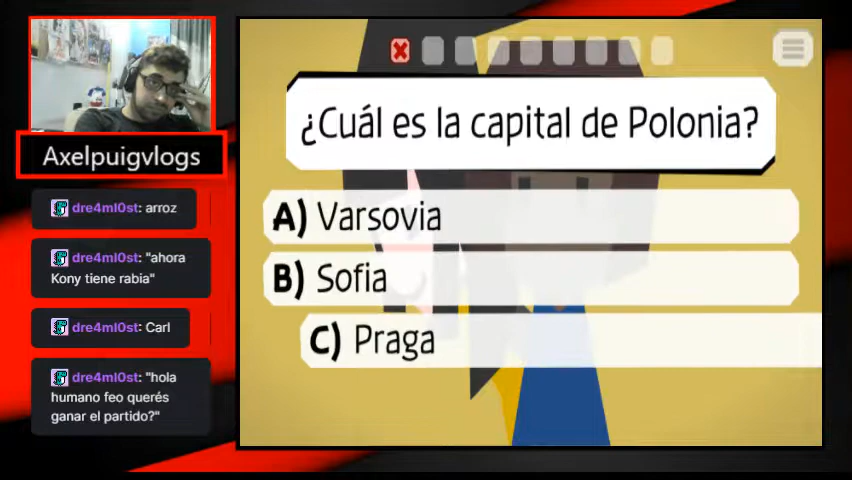 Axelpuigvlogs
dre4ml0st: arroz
dre4ml0st: "ahora
Kony tiene rabia"
dre4ml0st: Carl
dre4ml0st: "hola
humano feo querés
ganar el partido?"
¿Cuál es la capital de Polonia?
A) Varsovia
B) Sofia
C) Praga